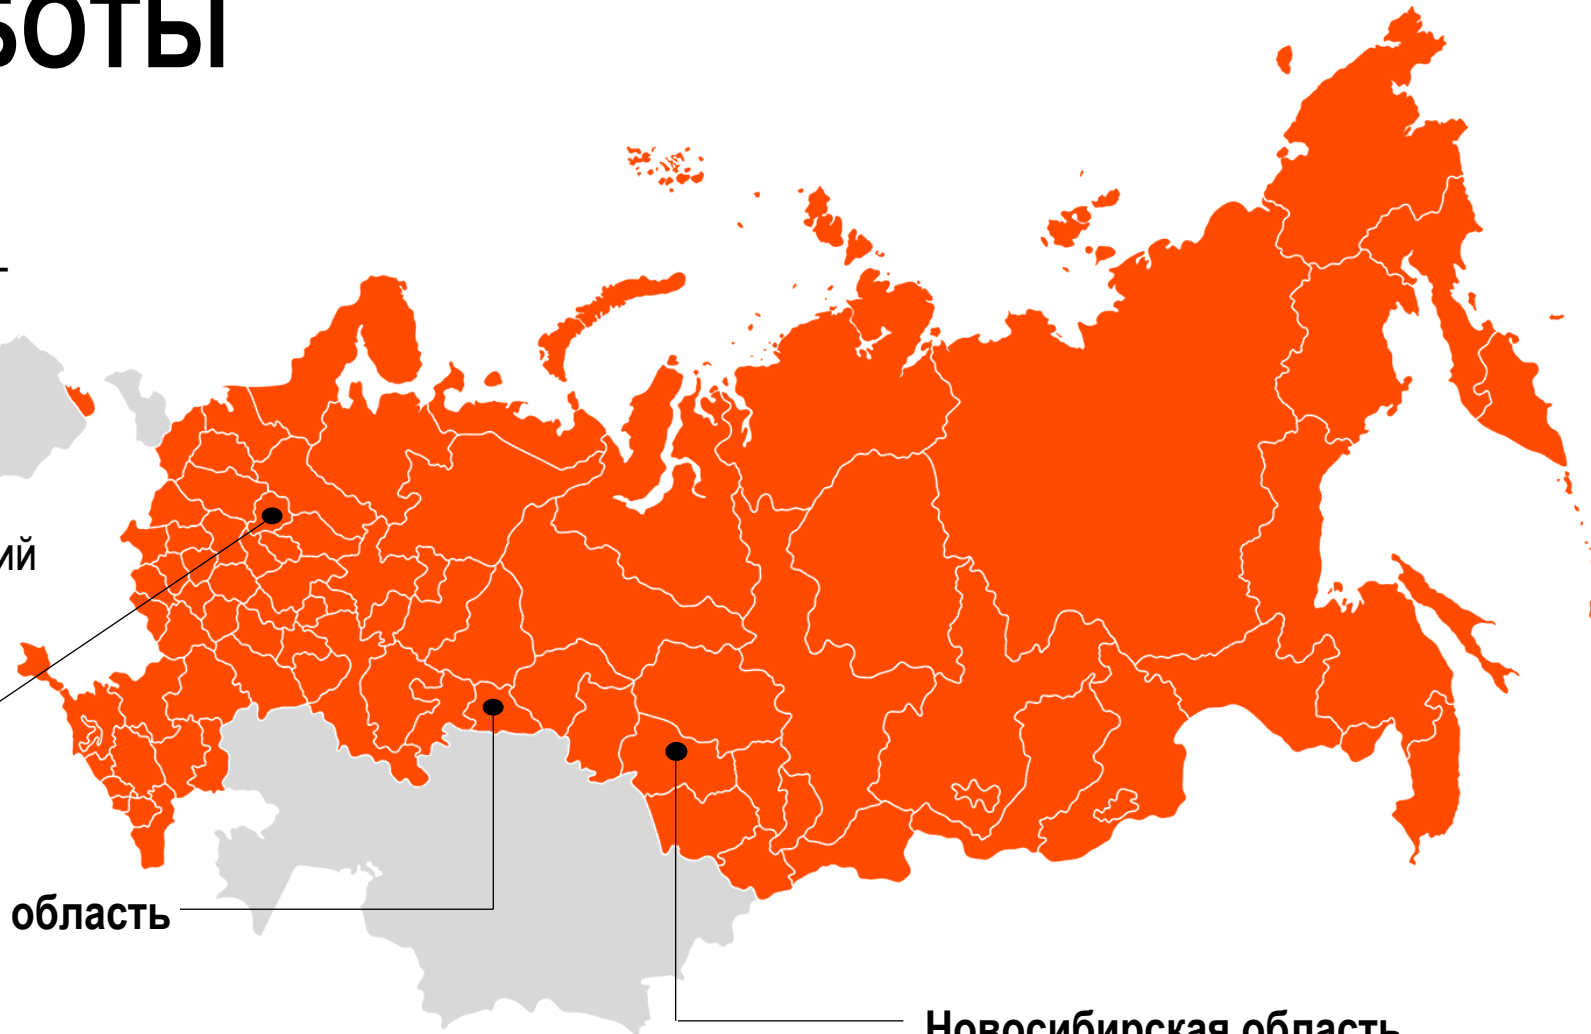 БОТЫ
ий
область
Новосибирская область